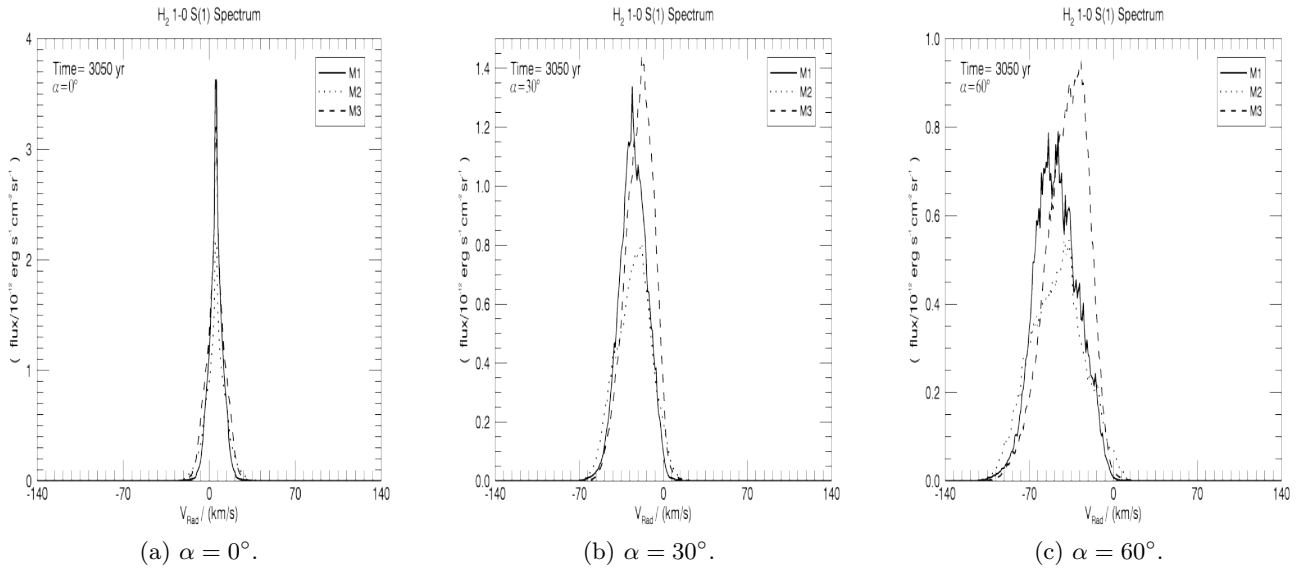 H₂ 1-0 S(1) Spectrum
Time= 3050 yr
α=0°
M1
M2
M3
( flux/10⁻¹² erg s⁻¹ cm⁻² sr⁻¹ )
4
3
2
1
0
-140 -70 0 70 140
V_Rad / (km/s)
(a) α = 0°.
H₂ 1-0 S(1) Spectrum
Time= 3050 yr
α=30°
M1
M2
M3
( flux/10⁻¹² erg s⁻¹ cm⁻² sr⁻¹ )
1.4
1.2
1.0
0.8
0.6
0.4
0.2
0.0
-140 -70 0 70 140
V_Rad / (km/s)
(b) α = 30°.
H₂ 1-0 S(1) Spectrum
Time= 3050 yr
α=60°
M1
M2
M3
( flux/10⁻¹² erg s⁻¹ cm⁻² sr⁻¹ )
1.0
0.8
0.6
0.4
0.2
0.0
-140 -70 0 70 140
V_Rad / (km/s)
(c) α = 60°.